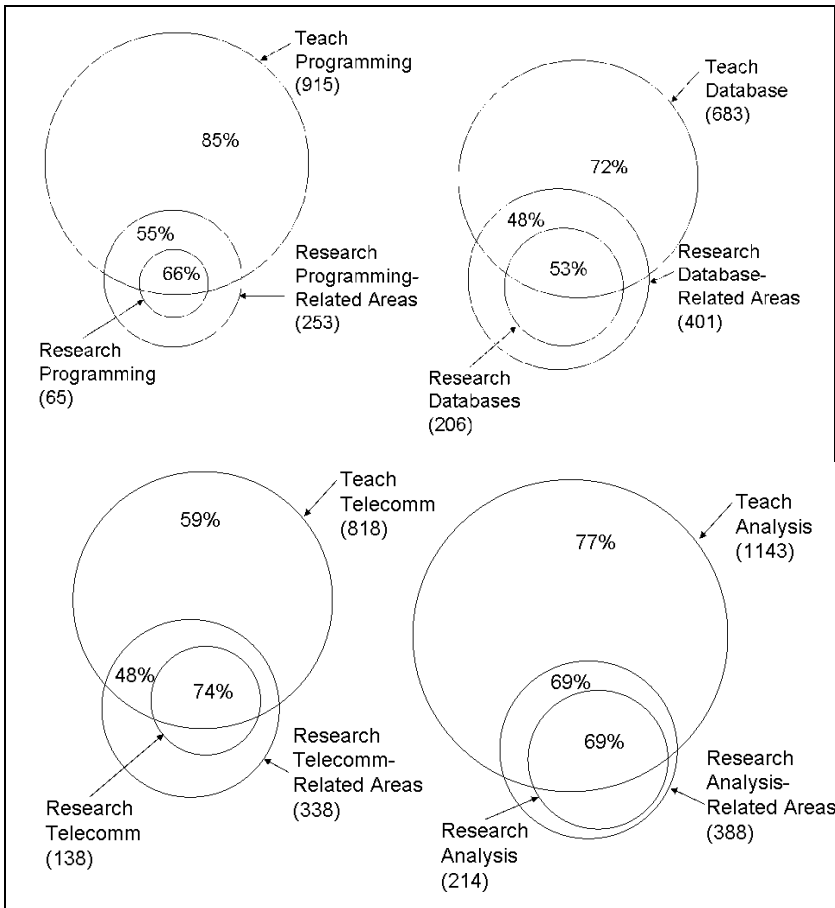 Teach
Programming
(915)
85%
55%
66%
Research
Programming-
Related Areas
(253)
Research
Programming
(65)
Teach
Database
(683)
72%
48%
53%
Research
Database-
Related Areas
(401)
Research
Databases
(206)
Teach
Telecomm
(818)
59%
48%
74%
Research
Telecomm-
Related Areas
(338)
Research
Telecomm
(138)
Teach
Analysis
(1143)
77%
69%
69%
Research
Analysis-
Related Areas
(388)
Research
Analysis
(214)